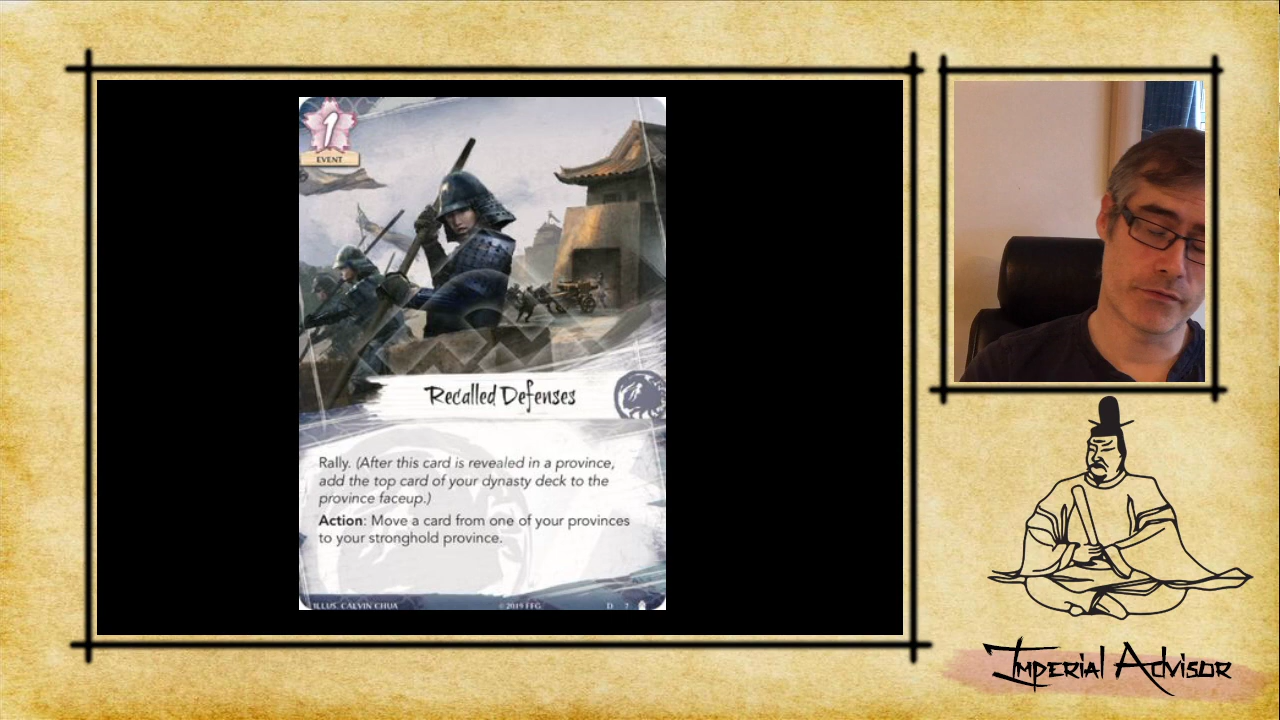 1
EVENT
Recalled Defenses
Rally. (After this card is revealed in a province,
add the top card of your dynasty deck to the
province faceup.)
Action: Move a card from one of your provinces
to your stronghold province.
ILLUS. CALVIN CHUA © 2019 FFG D 7
Imperial Advisor